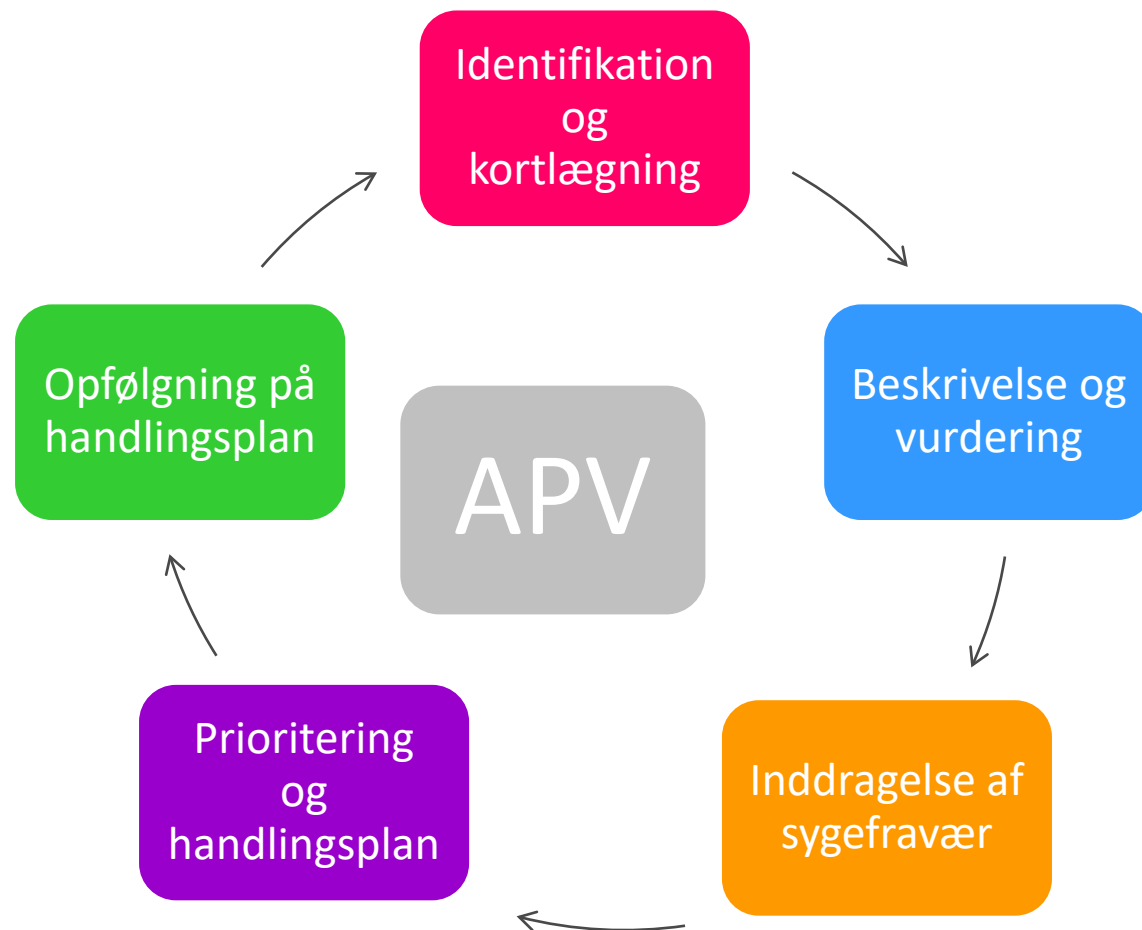 Identifikation
og
kortlægning
Beskrivelse og
vurdering
Inddragelse af
sygefravær
Prioritering
og
handlingsplan
Opfølgning på
handlingsplan
APV